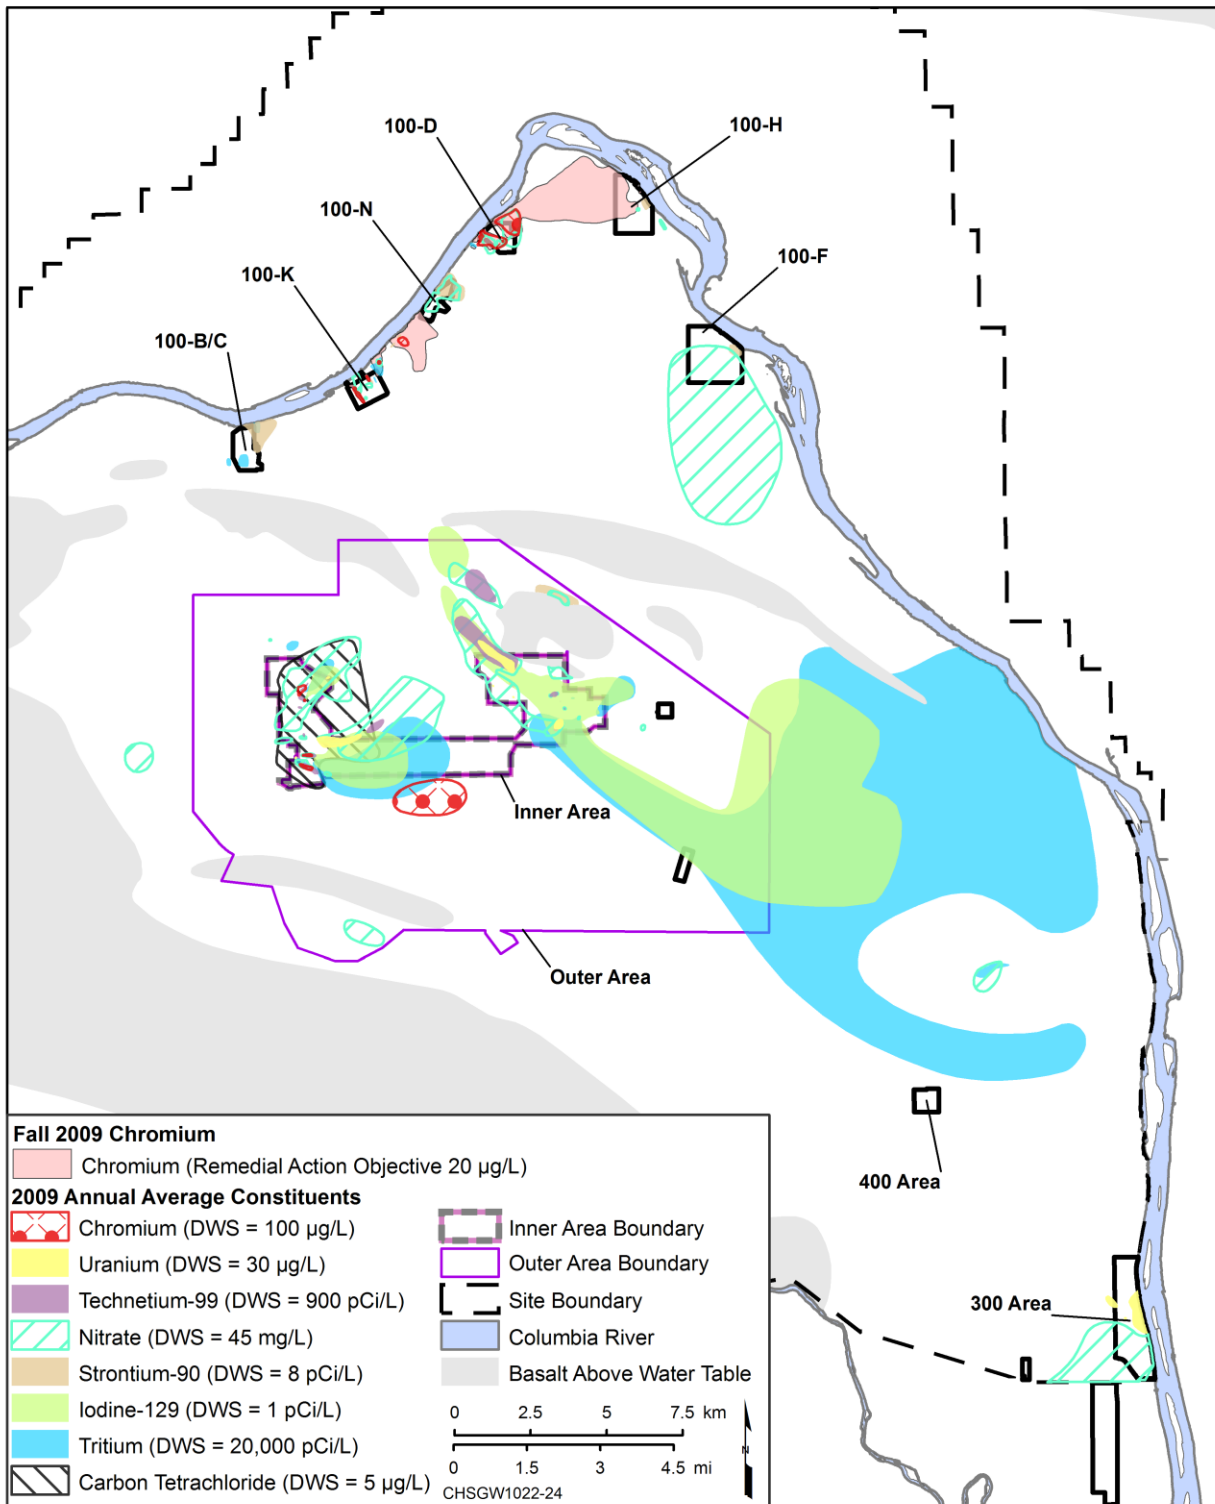 100-D
100-H
100-N
100-F
100-K
100-B/C
Inner Area
Outer Area
400 Area
300 Area
Fall 2009 Chromium
Chromium (Remedial Action Objective 20 µg/L)
2009 Annual Average Constituents
Chromium (DWS = 100 µg/L)
Uranium (DWS = 30 µg/L)
Technetium-99 (DWS = 900 pCi/L)
Nitrate (DWS = 45 mg/L)
Strontium-90 (DWS = 8 pCi/L)
Iodine-129 (DWS = 1 pCi/L)
Tritium (DWS = 20,000 pCi/L)
Carbon Tetrachloride (DWS = 5 µg/L)
Inner Area Boundary
Outer Area Boundary
Site Boundary
Columbia River
Basalt Above Water Table
0 2.5 5 7.5 km
0 1.5 3 4.5 mi
N
CHSGW1022-24